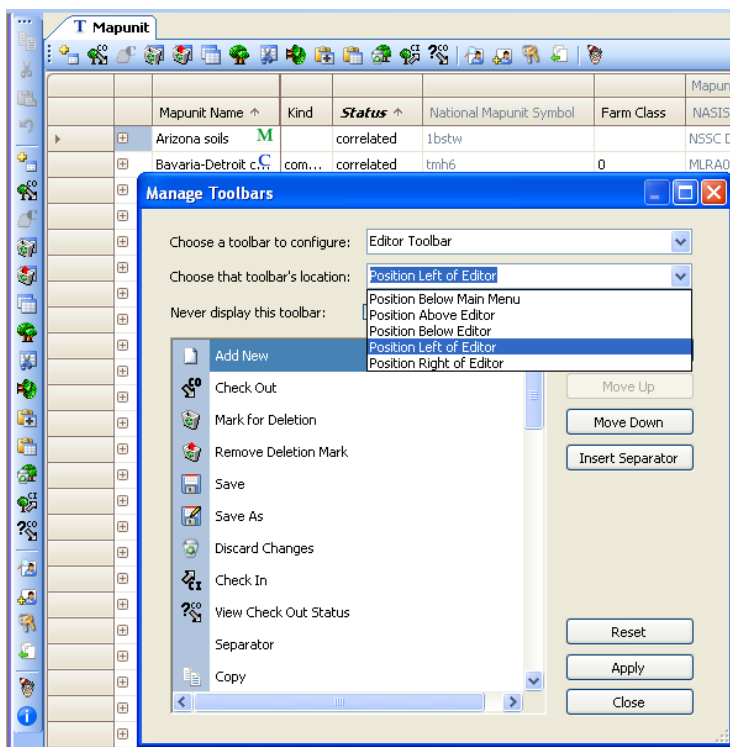 T Mapunit
Mapun
Mapunit Name Kind Status National Mapunit Symbol Farm Class NASIS
Arizona soils M correlated 1bstw NSSC D
Bavaria-Detroit c... C com... correlated tmh6 0 MLRA0
Manage Toolbars
Choose a toolbar to configure: Editor Toolbar
Choose that toolbar's location: Position Left of Editor
Never display this toolbar:
Position Below Main Menu
Position Above Editor
Position Below Editor
Position Left of Editor
Position Right of Editor
Add New
Check Out
Move Up
Mark for Deletion
Move Down
Remove Deletion Mark
Insert Separator
Save
Save As
Discard Changes
Check In
View Check Out Status
Separator
Reset
Copy
Apply
Close